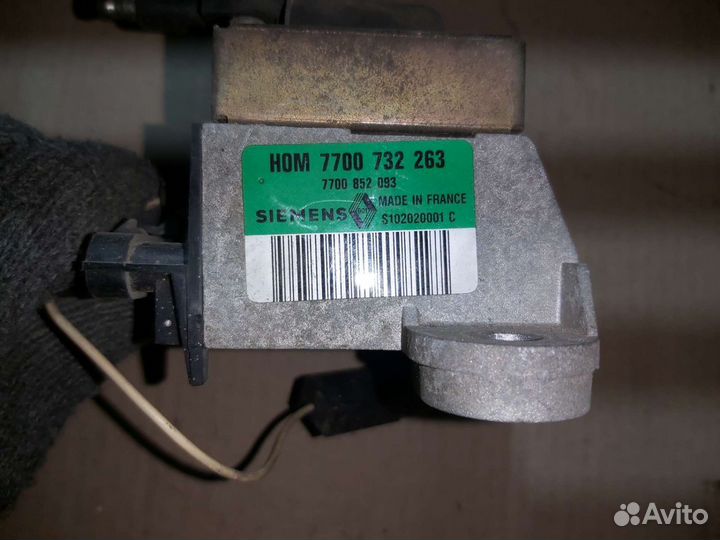 HOM 7700 732 263
7700 852 093
SIEMENS MADE IN FRANCE
S102020001 C
Avito